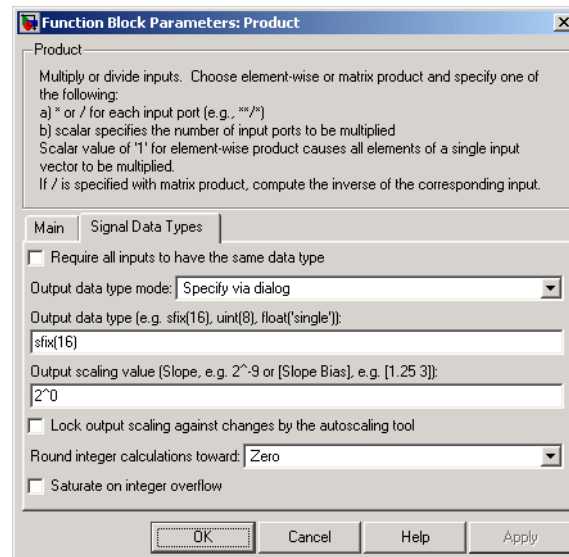 Function Block Parameters: Product
Product
Multiply or divide inputs. Choose element-wise or matrix product and specify one of
the following:
a) * or / for each input port (e.g., **/*)
b) scalar specifies the number of input ports to be multiplied
Scalar value of '1' for element-wise product causes all elements of a single input
vector to be multiplied.
If / is specified with matrix product, compute the inverse of the corresponding input.
Main Signal Data Types
Require all inputs to have the same data type
Output data type mode: Specify via dialog
Output data type (e.g. sfix(16), uint(8), float('single')):
sfix(16)
Output scaling value (Slope, e.g. 2^-9 or [Slope Bias], e.g. [1.25 3]):
2^0
Lock output scaling against changes by the autoscaling tool
Round integer calculations toward: Zero
Saturate on integer overflow
OK Cancel Help Apply